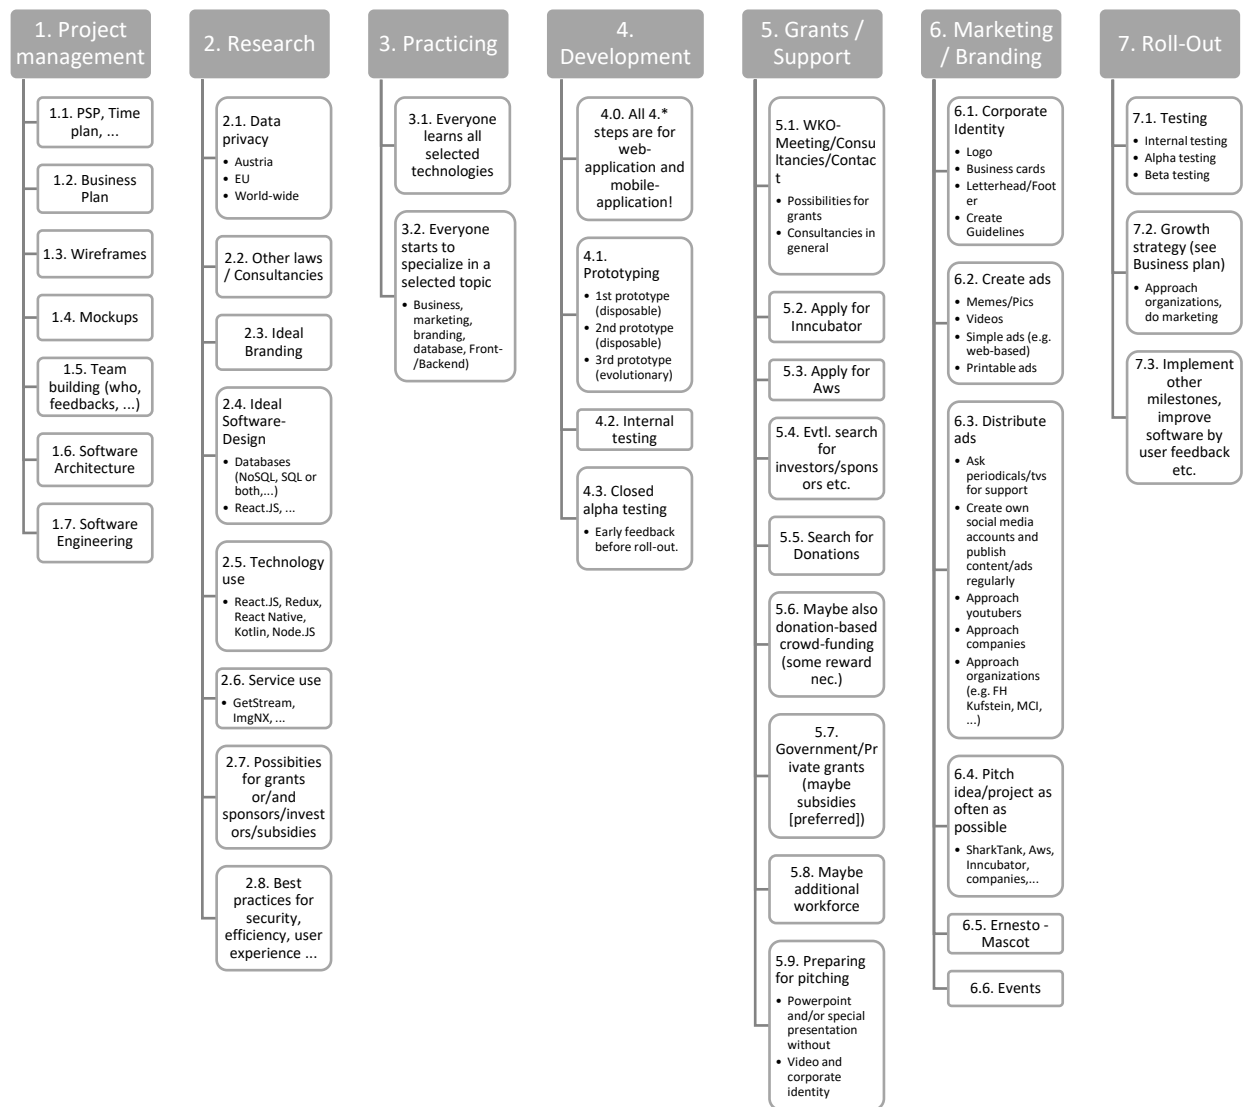 1. Project
management
1.1. PSP, Time
plan, ...
1.2. Business
Plan
1.3. Wireframes
1.4. Mockups
1.5. Team
building (who,
feedbacks, ...)
1.6. Software
Architecture
1.7. Software
Engineering
2. Research
2.1. Data
privacy
• Austria
• EU
• World-wide
2.2. Other laws
/ Consultancies
2.3. Ideal
Branding
2.4. Ideal
Software-
Design
• Databases
(NoSQL, SQL or
both,...)
• React.JS, ...
2.5. Technology
use
• React.JS, Redux,
React Native,
Kotlin, Node.JS
2.6. Service use
• GetStream,
ImgNX, ...
2.7. Possibities
for grants
or/and
sponsors/invest
ors/subsidies
2.8. Best
practices for
security,
efficiency, user
experience ...
3. Practicing
3.1. Everyone
learns all
selected
technologies
3.2. Everyone
starts to
specialize in a
selected topic
• Business,
marketing,
branding,
database, Front-
/Backend)
4.
Development
4.0. All 4.*
steps are for
web-
application and
mobile-
application!
4.1.
Prototyping
• 1st prototype
(disposable)
• 2nd prototype
(disposable)
• 3rd prototype
(evolutionary)
4.2. Internal
testing
4.3. Closed
alpha testing
• Early feedback
before roll-out.
5. Grants /
Support
5.1. WKO-
Meeting/Consu
ltancies/Contac
t
• Possibilities for
grants
• Consultancies in
general
5.2. Apply for
Inncubator
5.3. Apply for
Aws
5.4. Evtl. search
for
investors/spons
ors etc.
5.5. Search for
Donations
5.6. Maybe also
donation-based
crowd-funding
(some reward
nec.)
5.7.
Government/Pr
ivate grants
(maybe
subsidies
[preferred])
5.8. Maybe
additional
workforce
5.9. Preparing
for pitching
• Powerpoint
and/or special
presentation
without
• Video and
corporate
identity
6. Marketing
/ Branding
6.1. Corporate
Identity
• Logo
• Business cards
• Letterhead/Foot
er
• Create
Guidelines
6.2. Create ads
• Memes/Pics
• Videos
• Simple ads (e.g.
web-based)
• Printable ads
6.3. Distribute
ads
• Ask
periodicals/tvs
for support
• Create own
social media
accounts and
publish
content/ads
regularly
• Approach
youtubers
• Approach
companies
• Approach
organizations
(e.g. FH
Kufstein, MCI,
...)
6.4. Pitch
idea/project as
often as
possible
• SharkTank, Aws,
Inncubator,
companies,...
6.5. Ernesto -
Mascot
6.6. Events
7. Roll-Out
7.1. Testing
• Internal testing
• Alpha testing
• Beta testing
7.2. Growth
strategy (see
Business plan)
• Approach
organizations,
do marketing
7.3. Implement
other
milestones,
improve
software by
user feedback
etc.